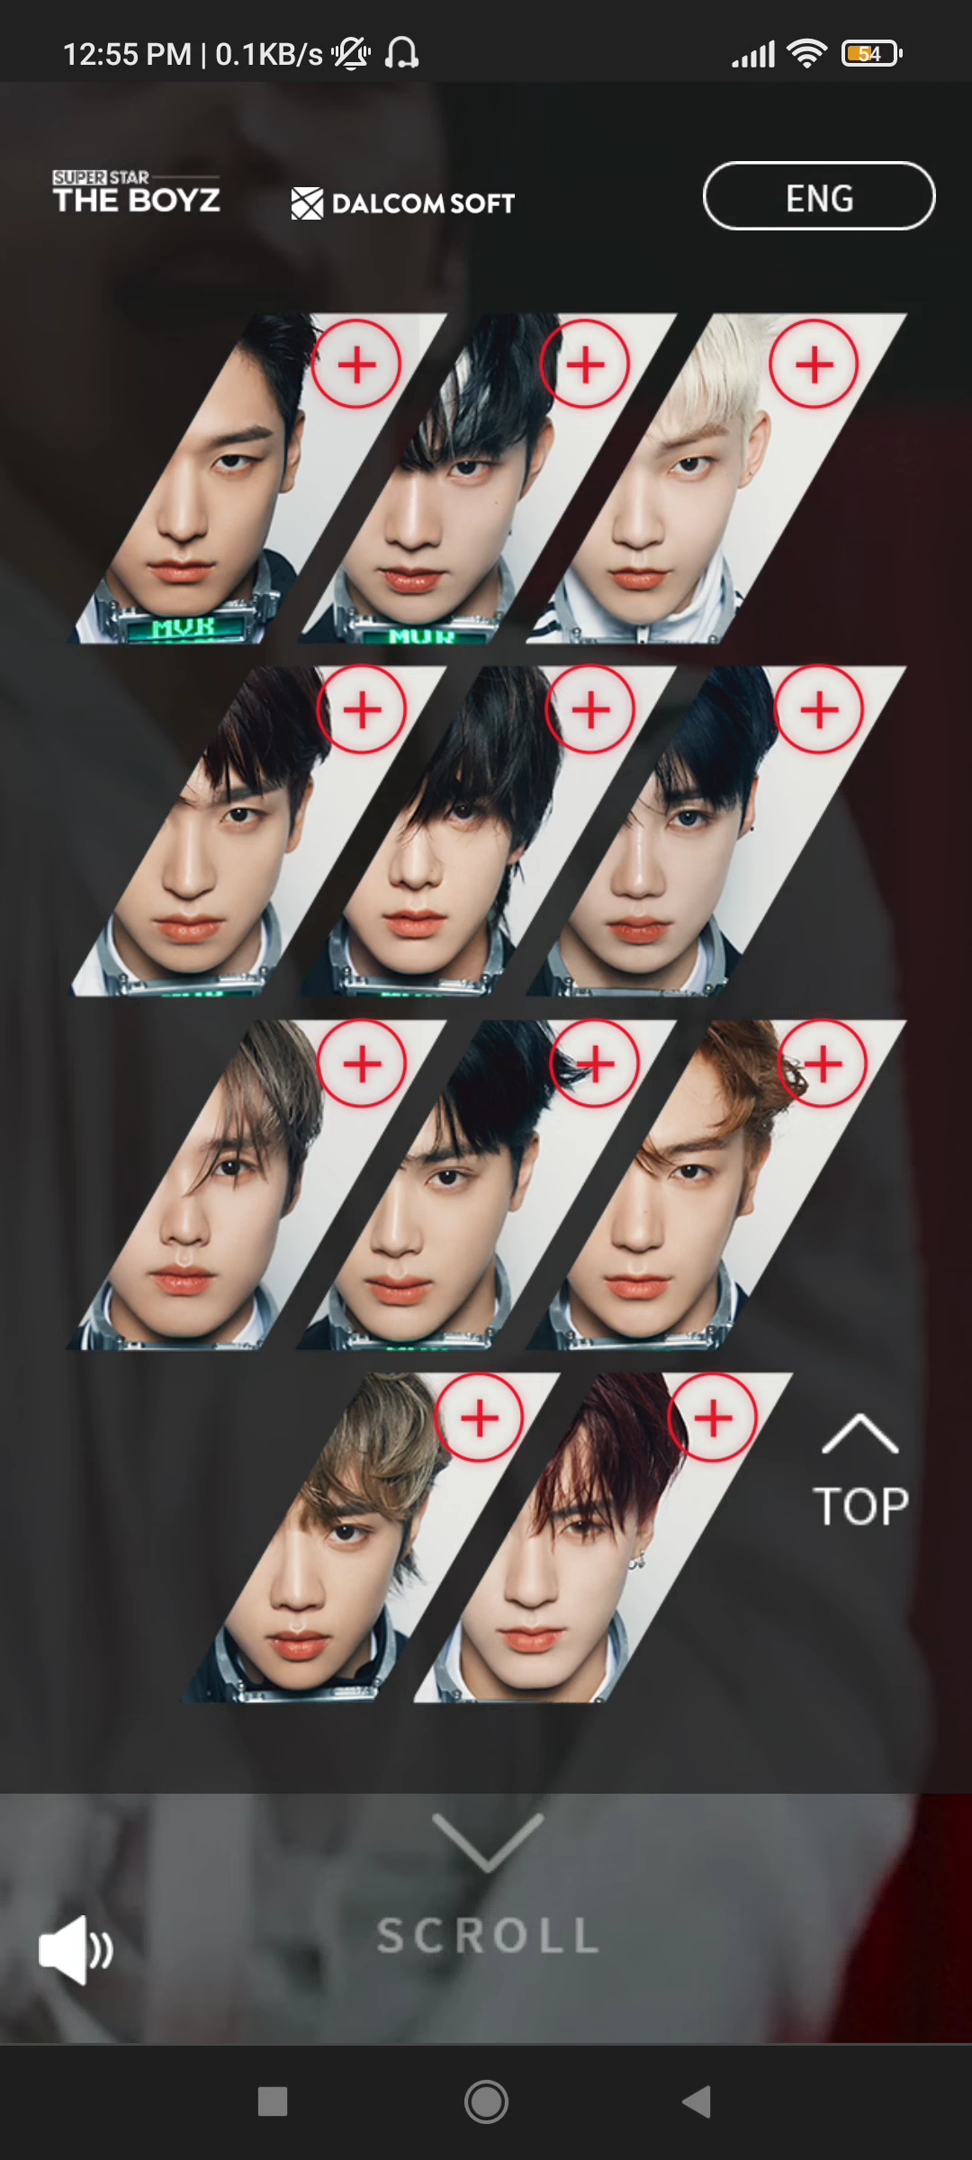 12:55 PM | 0.1KB/s
54
SUPER STAR
THE BOYZ
DALCOM SOFT
ENG
TOP
SCROLL